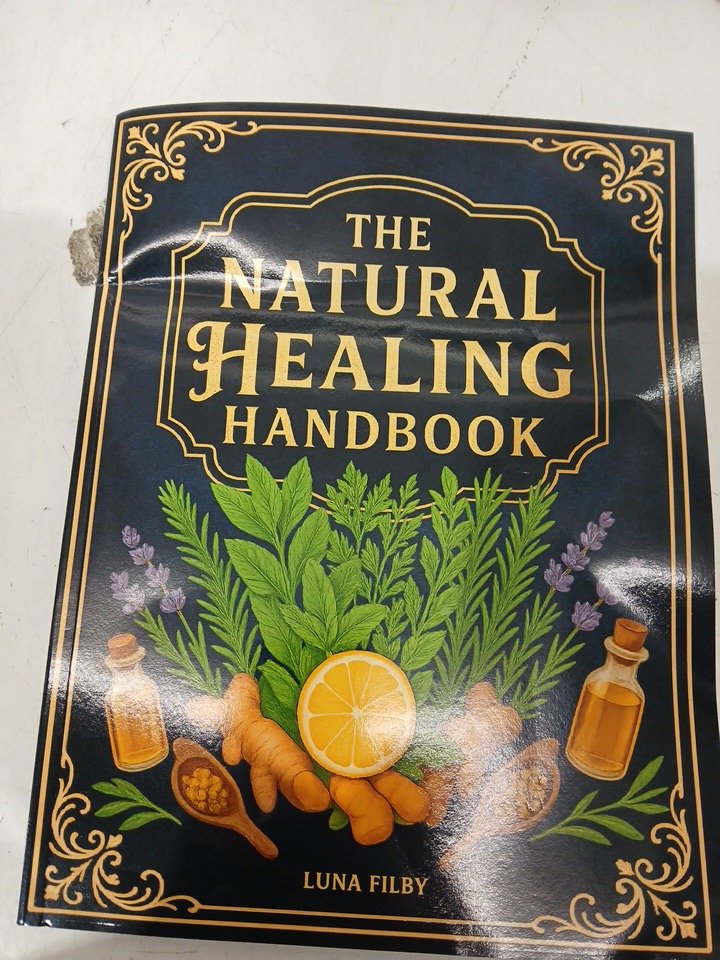 THE
NATURAL
HEALING
HANDBOOK
LUNA FILBY